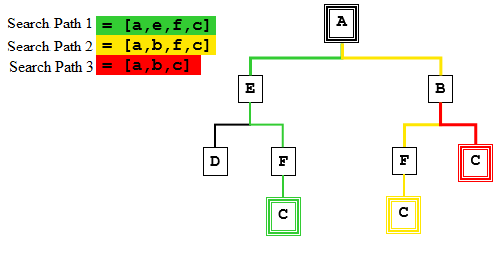 Search Path 1 = [a,e,f,c]
Search Path 2 = [a,b,f,c]
Search Path 3 = [a,b,c]
A
E B
D F F C
C C